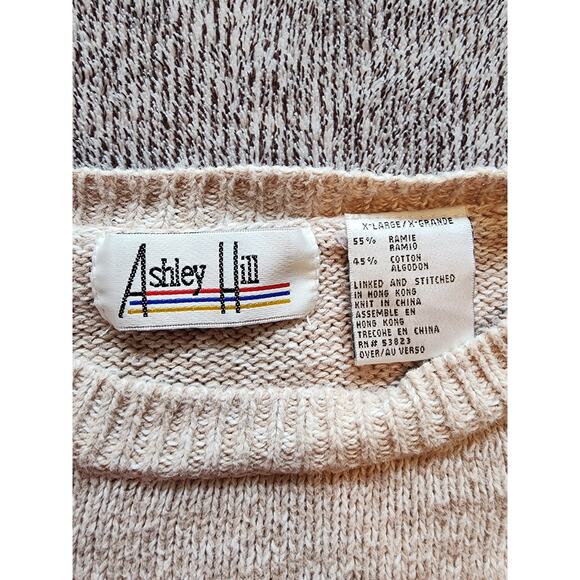 Ashley Hill
X-LARGE/X-GRANDE
55% RAMIE
RAMIO
45% COTTON
ALGODON
LINKED AND STITCHED
IN HONG KONG
KNIT IN CHINA
ASSEMBLE EN
HONG KONG
TRECOHE EN CHINA
RN# 53823
OVER/AU VERSO